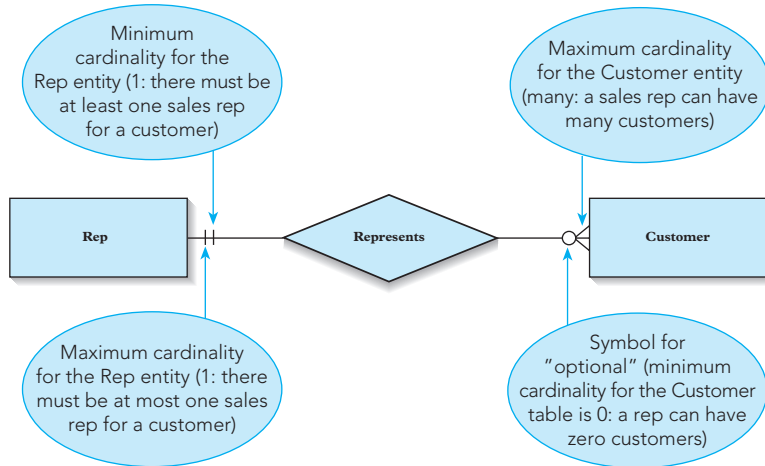 Minimum
cardinality for the
Rep entity (1: there must be
at least one sales rep
for a customer)
Maximum cardinality
for the Customer entity
(many: a sales rep can have
many customers)
Rep
Represents
Customer
Maximum cardinality
for the Rep entity (1: there
must be at most one sales
rep for a customer)
Symbol for
"optional" (minimum
cardinality for the Customer
table is 0: a rep can have
zero customers)